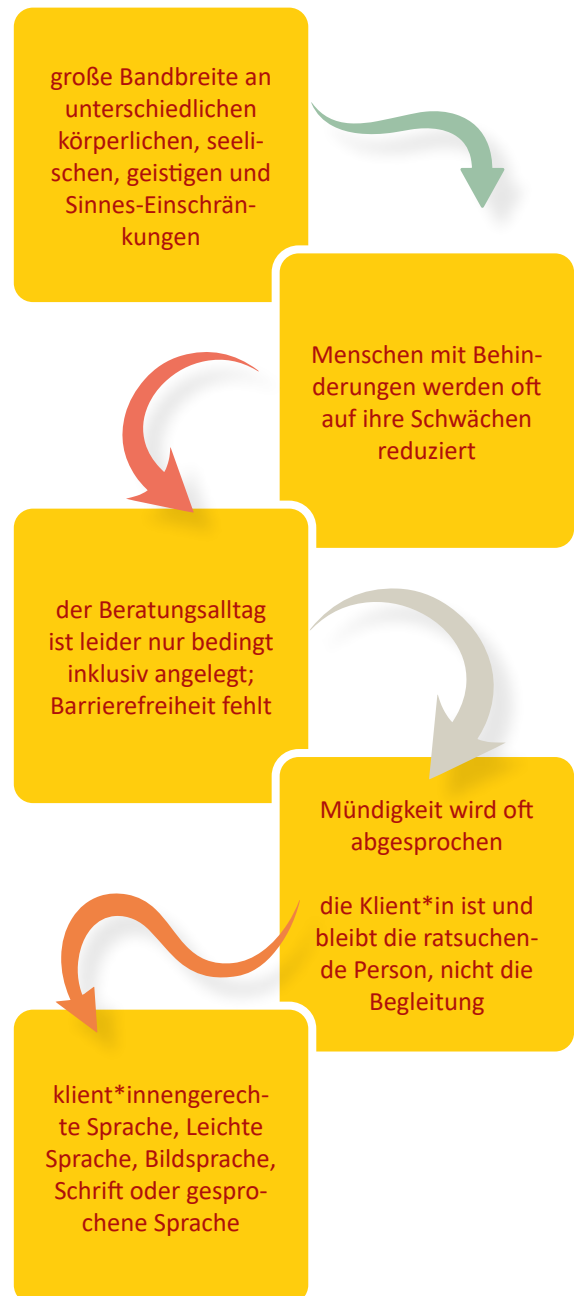 große Bandbreite an
unterschiedlichen
körperlichen, seeli-
schen, geistigen und
Sinnes-Einschrän-
kungen
Menschen mit Behin-
derungen werden oft
auf ihre Schwächen
reduziert
der Beratungsalltag
ist leider nur bedingt
inklusiv angelegt;
Barrierefreiheit fehlt
Mündigkeit wird oft
abgesprochen
die Klient*in ist und
bleibt die ratsuchen-
de Person, nicht die
Begleitung
klient*innengerech-
te Sprache, Leichte
Sprache, Bildsprache,
Schrift oder gespro-
chene Sprache